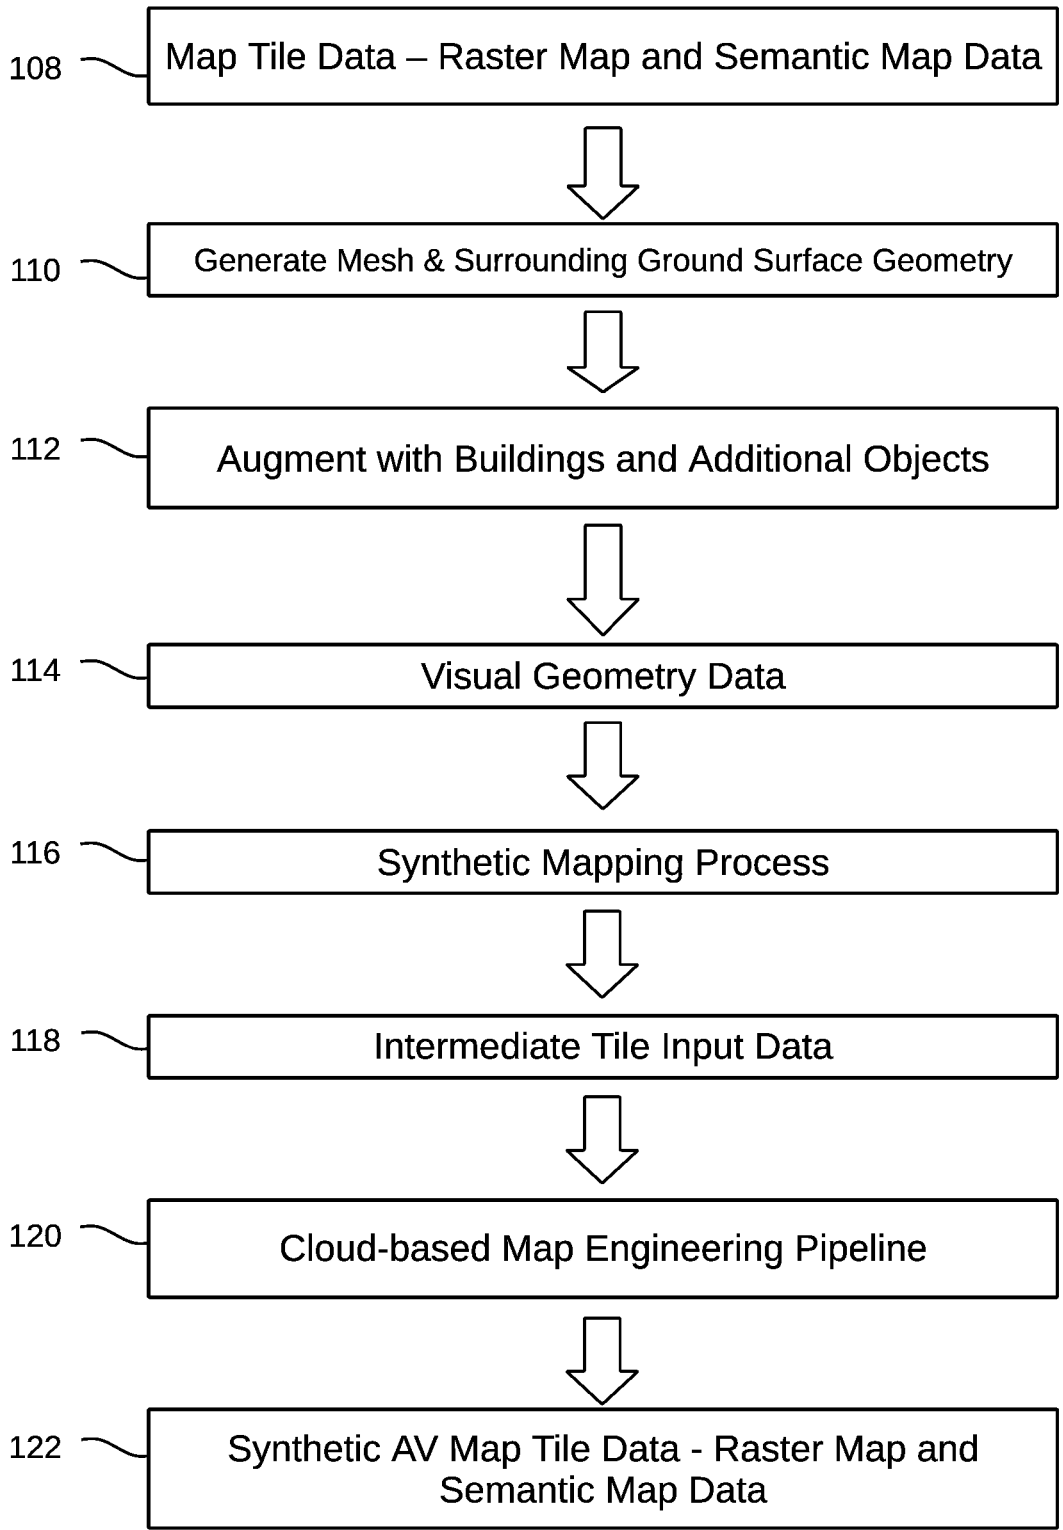 108
Map Tile Data – Raster Map and Semantic Map Data
110
Generate Mesh & Surrounding Ground Surface Geometry
112
Augment with Buildings and Additional Objects
114
Visual Geometry Data
116
Synthetic Mapping Process
118
Intermediate Tile Input Data
120
Cloud-based Map Engineering Pipeline
122
Synthetic AV Map Tile Data - Raster Map and
Semantic Map Data